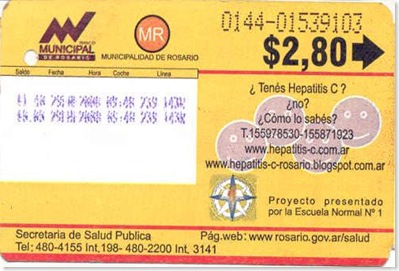 0144-01539103
BANCO
MUNICIPAL
DE ROSARIO
MR
MUNICIPALIDAD DE ROSARIO
$2,80
Saldo Fecha Hora Coche Línea
¿ Tenés Hepatitis C ?
¿no?
¿Cómo lo sabés?
T.155978530-155871923
www.hepatitis-c.com.ar
www.hepatitis-c-rosario.blogspot.com.ar
Proyecto presentado
por la Escuela Normal Nº 1
Secretaria de Salud Publica
Tel: 480-4155 Int,198- 480-2200 Int, 3141
Pág.web: www.rosario.gov.ar/salud